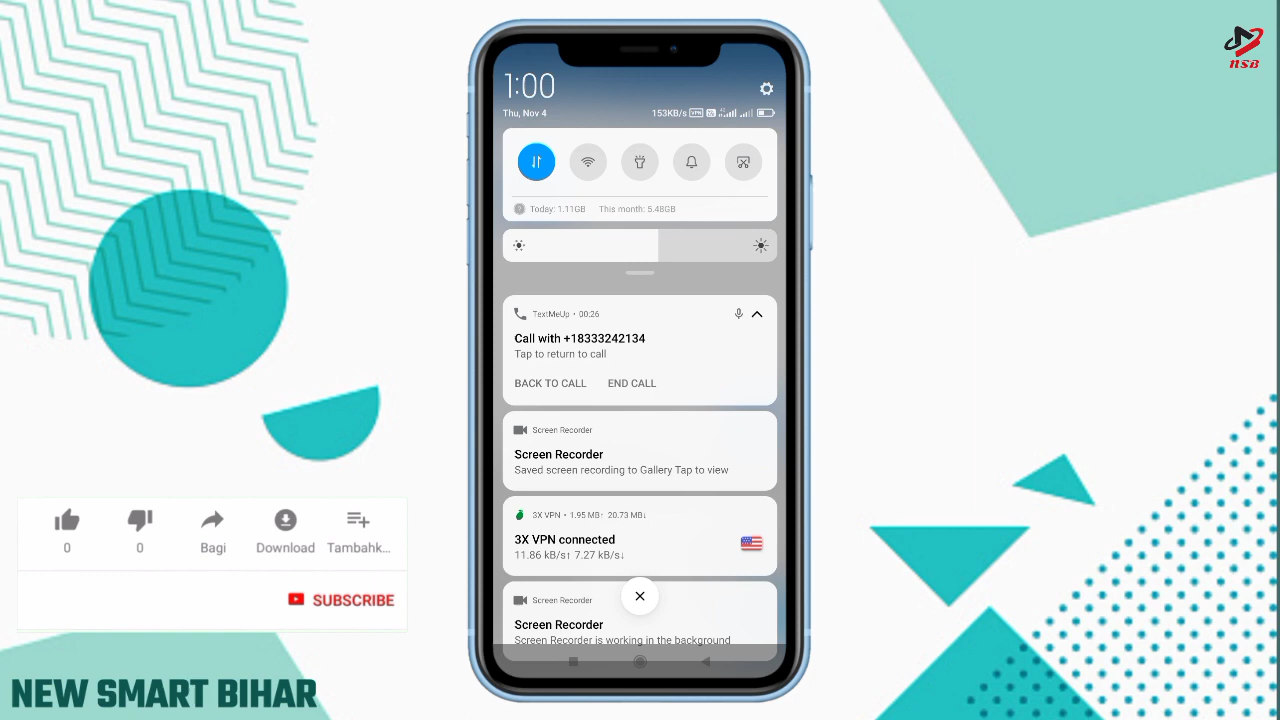 NSB
1:00
Thu, Nov 4
153KB/s VPN
Today: 1.11GB This month: 5.48GB
TextMeUp • 00:26
Call with +18333242134
Tap to return to call
BACK TO CALL END CALL
Screen Recorder
Screen Recorder
Saved screen recording to Gallery Tap to view
3X VPN • 1.95 MB↑ 20.73 MB↓
3X VPN connected
11.86 kB/s↑ 7.27 kB/s↓
Screen Recorder
Screen Recorder
Screen Recorder is working in the background
0 0 Bagi Download Tambahk...
SUBSCRIBE
NEW SMART BIHAR